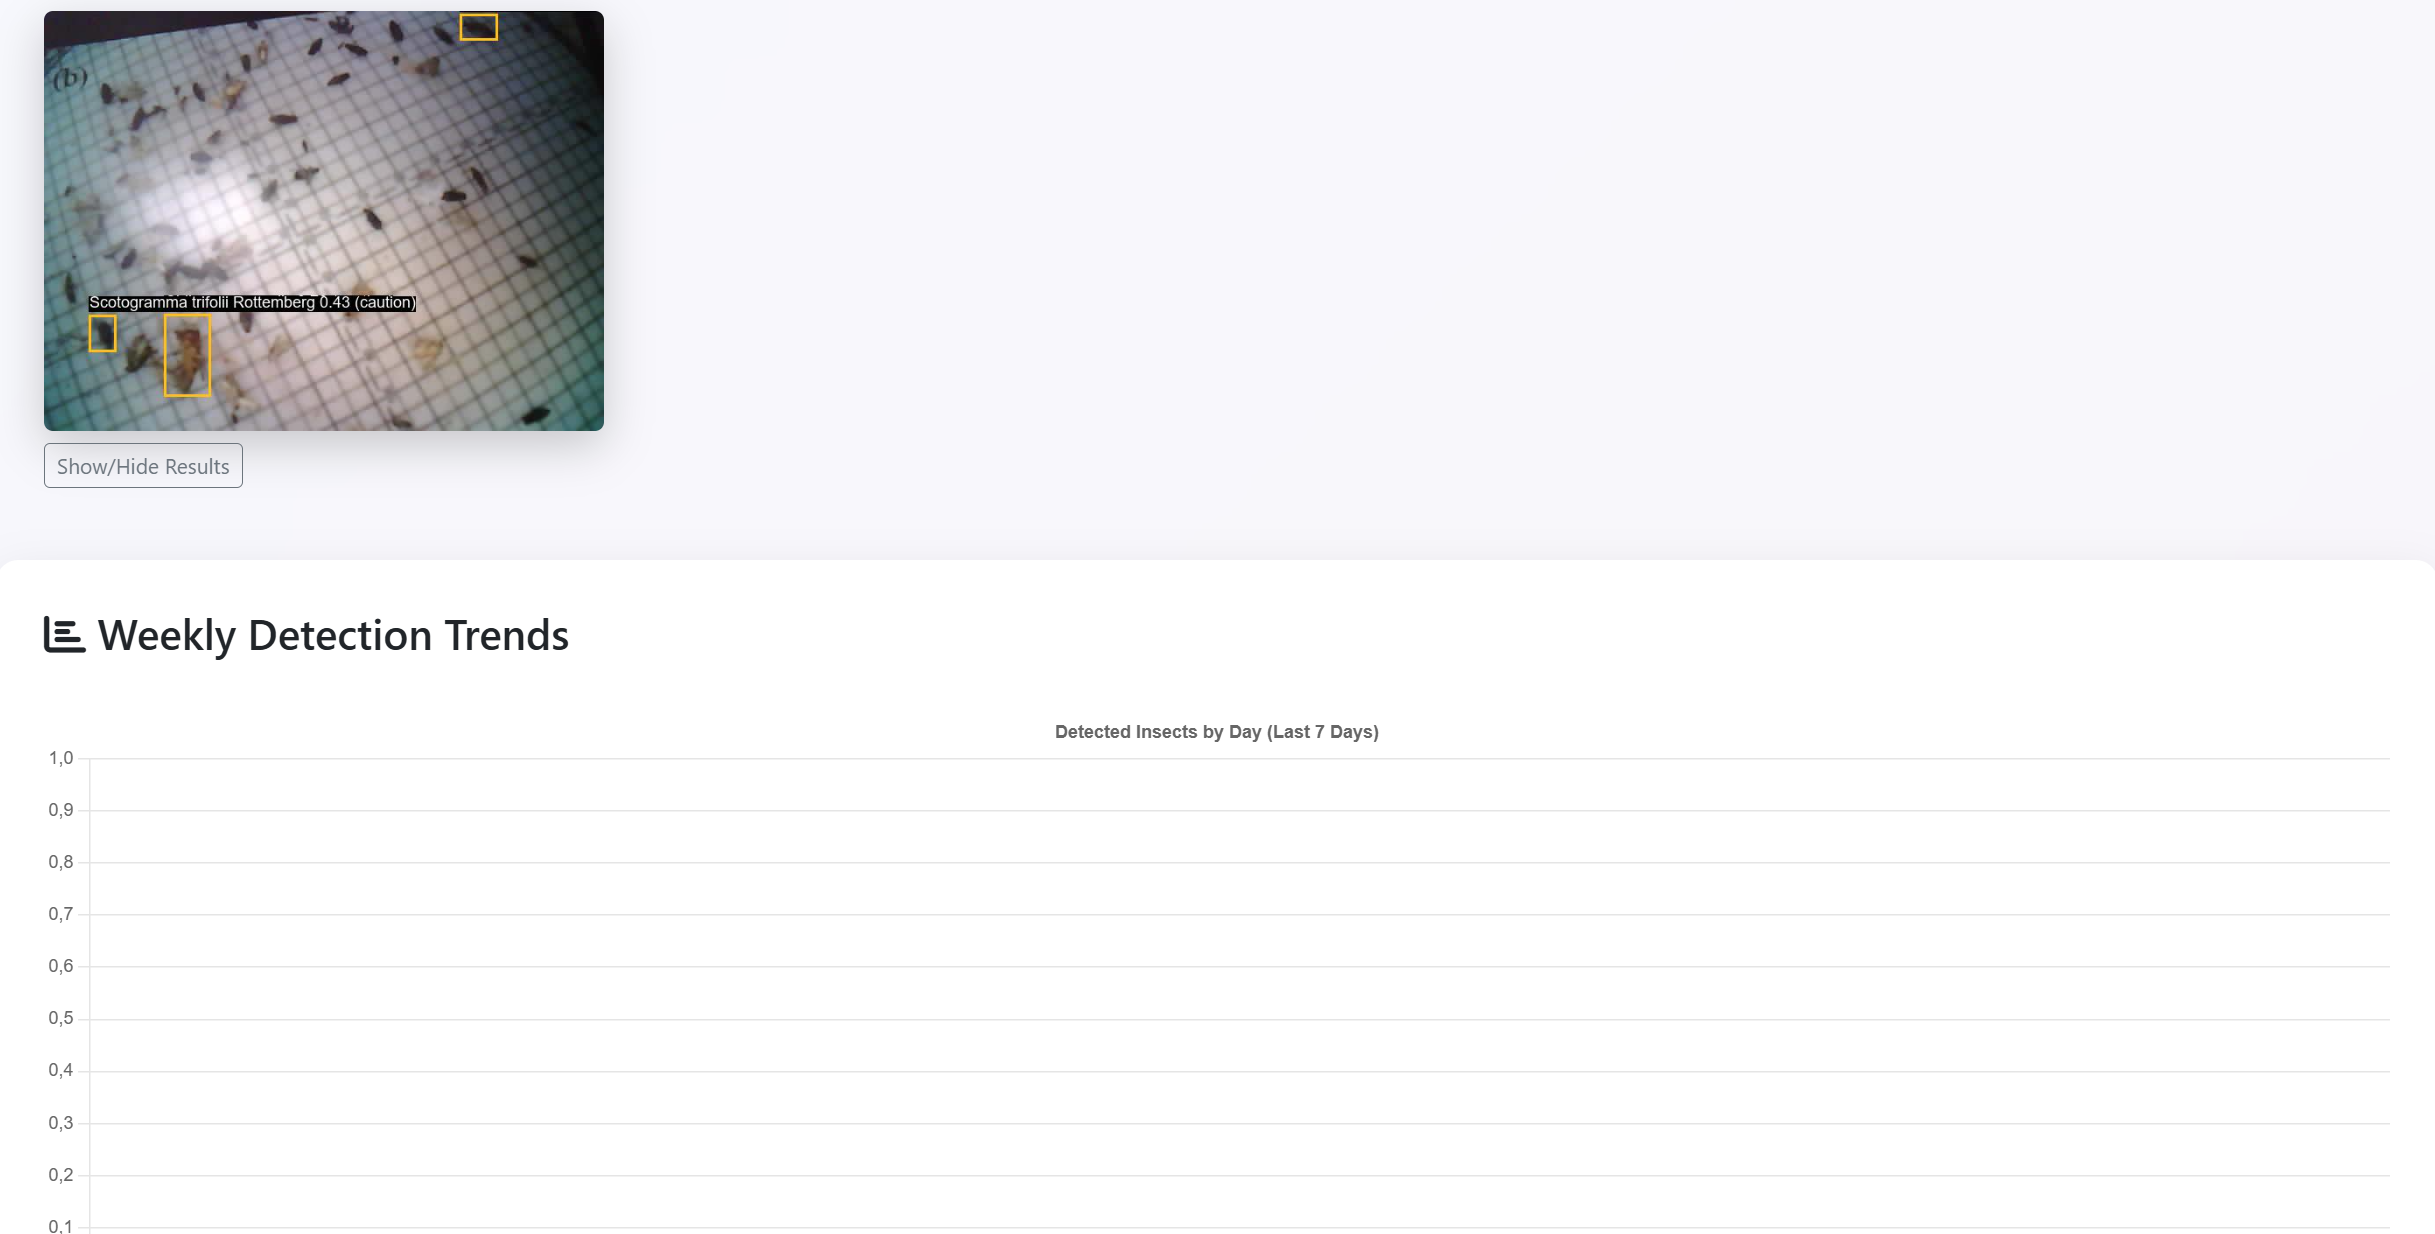 (b)
Scotogramma trifolii Rottemberg 0.43 (caution)
Show/Hide Results
Weekly Detection Trends
Detected Insects by Day (Last 7 Days)
1,0
0,9
0,8
0,7
0,6
0,5
0,4
0,3
0,2
0,1